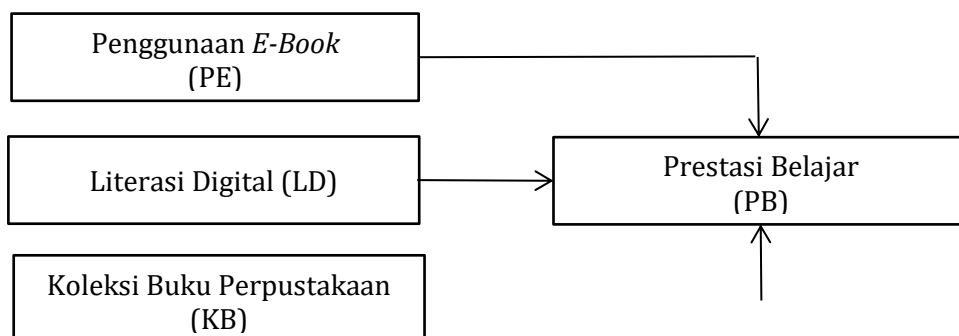 Penggunaan E-Book
(PE)
Literasi Digital (LD)
Prestasi Belajar
(PB)
Koleksi Buku Perpustakaan
(KB)